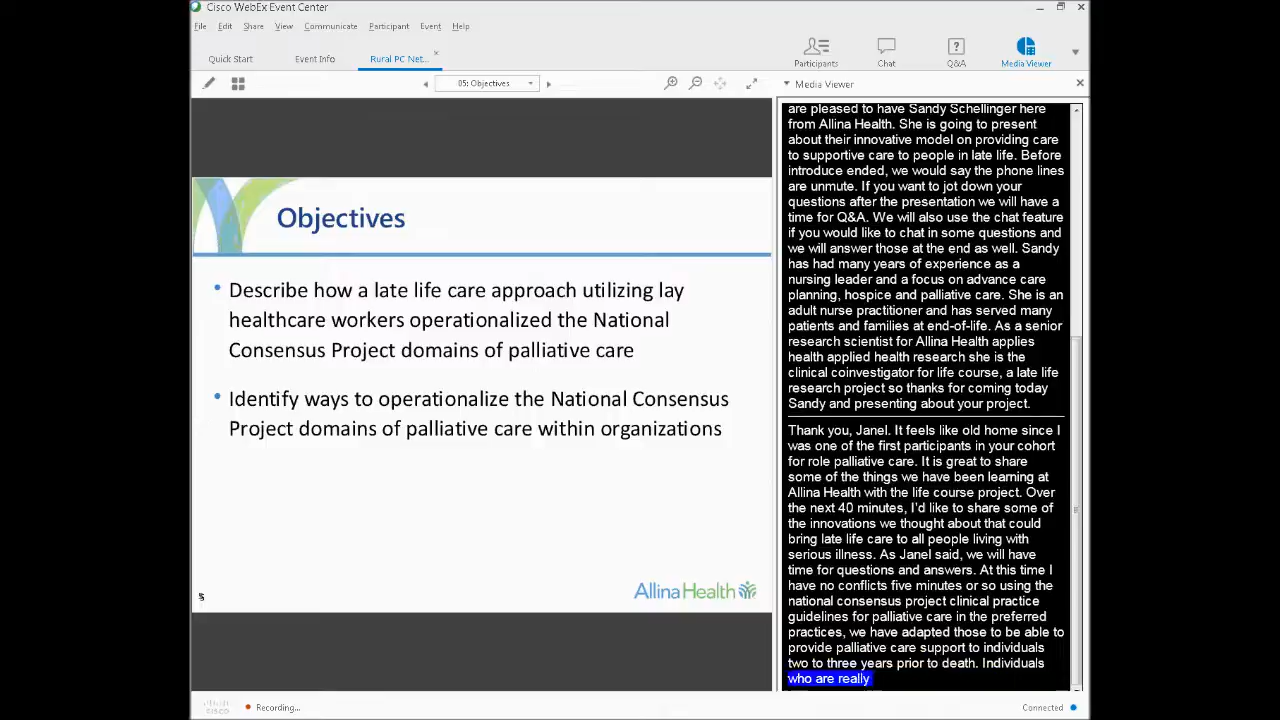 Cisco WebEx Event Center
File Edit Share View Communicate Participant Event Help
Quick Start Event Info Rural PC Net...
Participants Chat Q&A Media Viewer
05: Objectives
Media Viewer
Objectives
• Describe how a late life care approach utilizing lay
healthcare workers operationalized the National
Consensus Project domains of palliative care
• Identify ways to operationalize the National Consensus
Project domains of palliative care within organizations
5
Allina Health
are pleased to have Sandy Schellinger here
from Allina Health. She is going to present
about their innovative model on providing care
to supportive care to people in late life. Before
introduce ended, we would say the phone lines
are unmute. If you want to jot down your
questions after the presentation we will have a
time for Q&A. We will also use the chat feature
if you would like to chat in some questions and
we will answer those at the end as well. Sandy
has had many years of experience as a
nursing leader and a focus on advance care
planning, hospice and palliative care. She is an
adult nurse practitioner and has served many
patients and families at end-of-life. As a senior
research scientist for Allina Health applies
health applied health research she is the
clinical coinvestigator for life course, a late life
research project so thanks for coming today
Sandy and presenting about your project.
Thank you, Janel. It feels like old home since I
was one of the first participants in your cohort
for role palliative care. It is great to share
some of the things we have been learning at
Allina Health with the life course project. Over
the next 40 minutes, I'd like to share some of
the innovations we thought about that could
bring late life care to all people living with
serious illness. As Janel said, we will have
time for questions and answers. At this time I
have no conflicts five minutes or so using the
national consensus project clinical practice
guidelines for palliative care in the preferred
practices, we have adapted those to be able to
provide palliative care support to individuals
two to three years prior to death. Individuals
who are really
cisco
Recording...
Connected